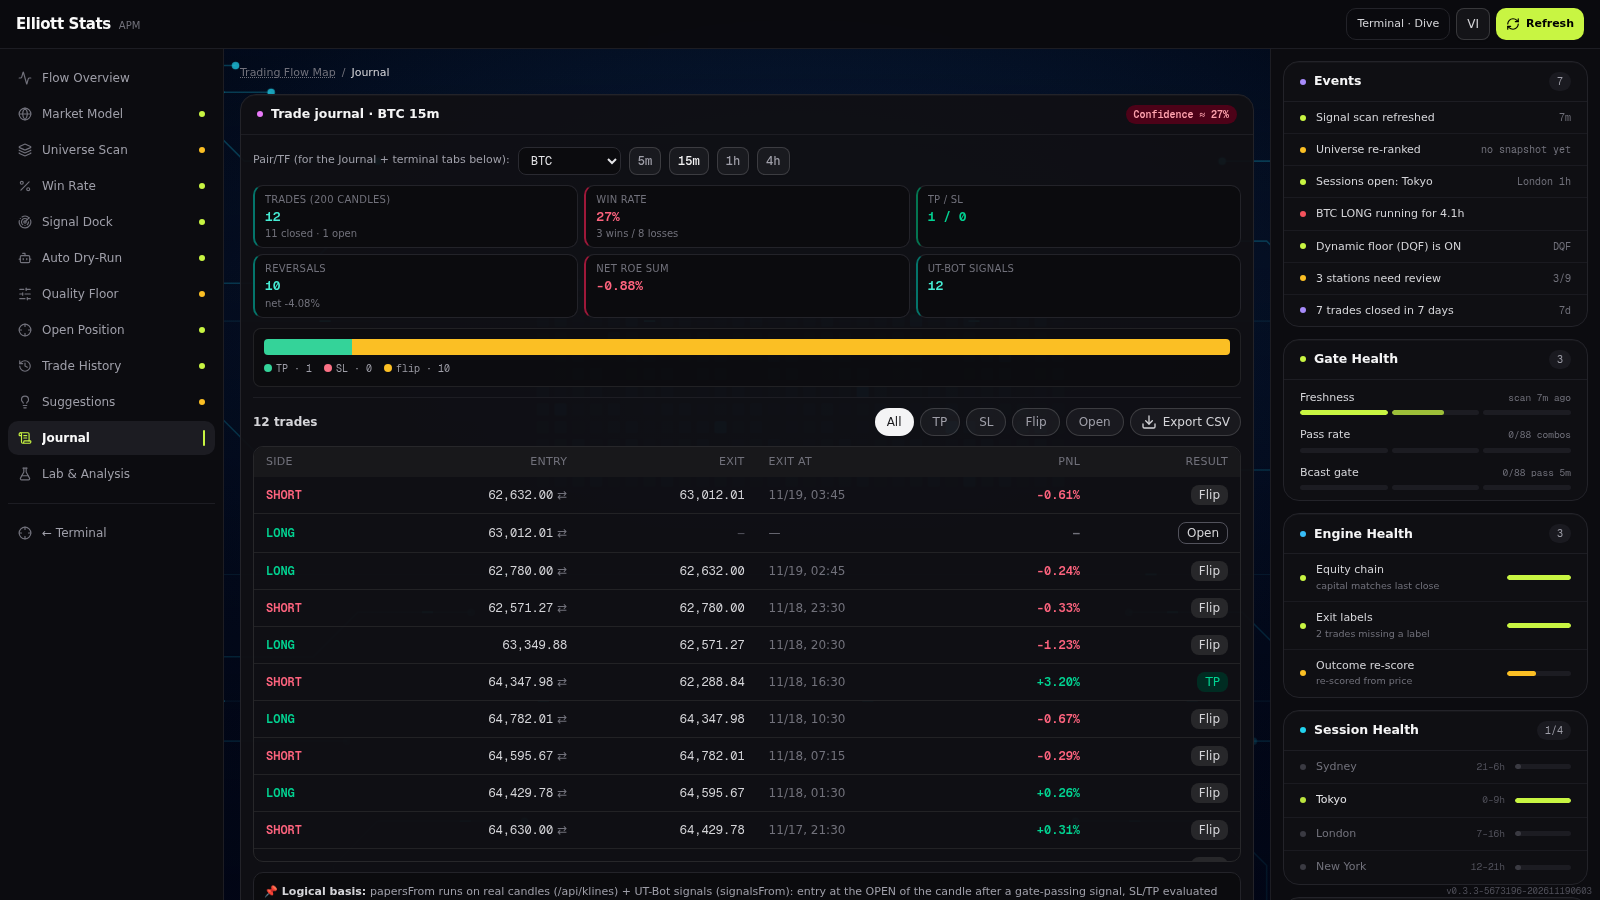 Elliott Stats APM
Terminal · Dive
VI
Refresh
Flow Overview
Market Model
Universe Scan
Win Rate
Signal Dock
Auto Dry-Run
Quality Floor
Open Position
Trade History
Suggestions
Journal
Lab & Analysis
← Terminal
Trading Flow Map / Journal
Trade journal · BTC 15m
Confidence ≈ 27%
Pair/TF (for the Journal + terminal tabs below): BTC 5m 15m 1h 4h
TRADES (200 CANDLES)
12
11 closed · 1 open
WIN RATE
27%
3 wins / 8 losses
TP / SL
1 / 0
REVERSALS
10
net -4.08%
NET ROE SUM
-0.88%
UT-BOT SIGNALS
12
TP · 1 SL · 0 flip · 10
12 trades
All TP SL Flip Open Export CSV
SIDE ENTRY EXIT EXIT AT PNL RESULT
SHORT 62,632.00 ⇄ 63,012.01 11/19, 03:45 -0.61% Flip
LONG 63,012.01 ⇄ — — — Open
LONG 62,780.00 ⇄ 62,632.00 11/19, 02:45 -0.24% Flip
SHORT 62,571.27 ⇄ 62,780.00 11/18, 23:30 -0.33% Flip
LONG 63,349.88 62,571.27 11/18, 20:30 -1.23% Flip
SHORT 64,347.98 ⇄ 62,288.84 11/18, 16:30 +3.20% TP
LONG 64,782.01 ⇄ 64,347.98 11/18, 10:30 -0.67% Flip
SHORT 64,595.67 ⇄ 64,782.01 11/18, 07:15 -0.29% Flip
LONG 64,429.78 ⇄ 64,595.67 11/18, 01:30 +0.26% Flip
SHORT 64,630.00 ⇄ 64,429.78 11/17, 21:30 +0.31% Flip
📌 Logical basis: papersFrom runs on real candles (/api/klines) + UT-Bot signals (signalsFrom): entry at the OPEN of the candle after a gate-passing signal, SL/TP evaluated
Events 7
Signal scan refreshed 7m
Universe re-ranked no snapshot yet
Sessions open: Tokyo London 1h
BTC LONG running for 4.1h
Dynamic floor (DQF) is ON DQF
3 stations need review 3/9
7 trades closed in 7 days 7d
Gate Health 3
Freshness scan 7m ago
Pass rate 0/88 combos
Bcast gate 0/88 pass 5m
Engine Health 3
Equity chain
capital matches last close
Exit labels
2 trades missing a label
Outcome re-score
re-scored from price
Session Health 1/4
Sydney 21-6h
Tokyo 0-9h
London 7-16h
New York 12-21h
v0.3.3-5673196-202611190603